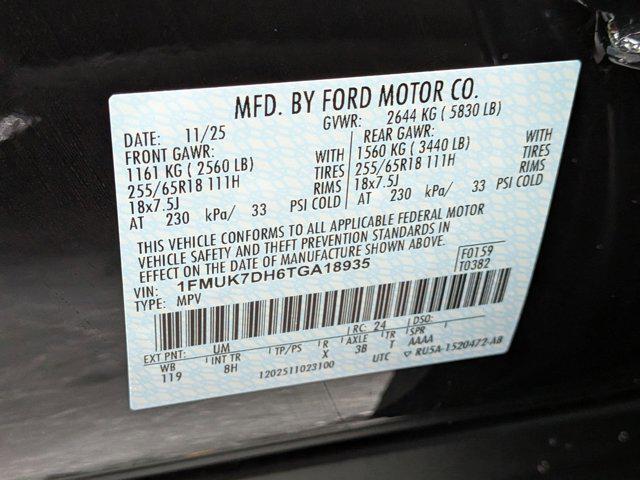 MFD. BY FORD MOTOR CO.
DATE: 11/25 GVWR: 2644 KG ( 5830 LB)
FRONT GAWR: REAR GAWR:
1161 KG ( 2560 LB) WITH 1560 KG ( 3440 LB) WITH
255/65R18 111H TIRES 255/65R18 111H TIRES
18x7.5J RIMS 18x7.5J RIMS
AT 230 kPa/ 33 PSI COLD AT 230 kPa/ 33 PSI COLD
THIS VEHICLE CONFORMS TO ALL APPLICABLE FEDERAL MOTOR
VEHICLE SAFETY AND THEFT PREVENTION STANDARDS IN
EFFECT ON THE DATE OF MANUFACTURE SHOWN ABOVE.
VIN: 1FMUK7DH6TGA18935 F0159
TYPE: MPV T0382
EXT PNT: UM RC: 24 DSO:
WB INT TR TP/PS R AXLE TR SPR
119 8H X 3B T AAAA
1202511023100 UTC ▽ RU5A-1520472-AB